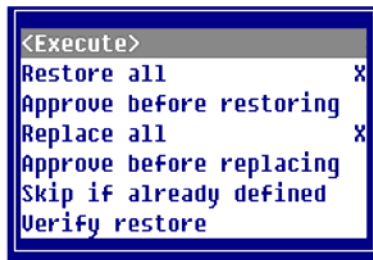 <Execute>
Restore all X
Approve before restoring
Replace all X
Approve before replacing
Skip if already defined
Verify restore